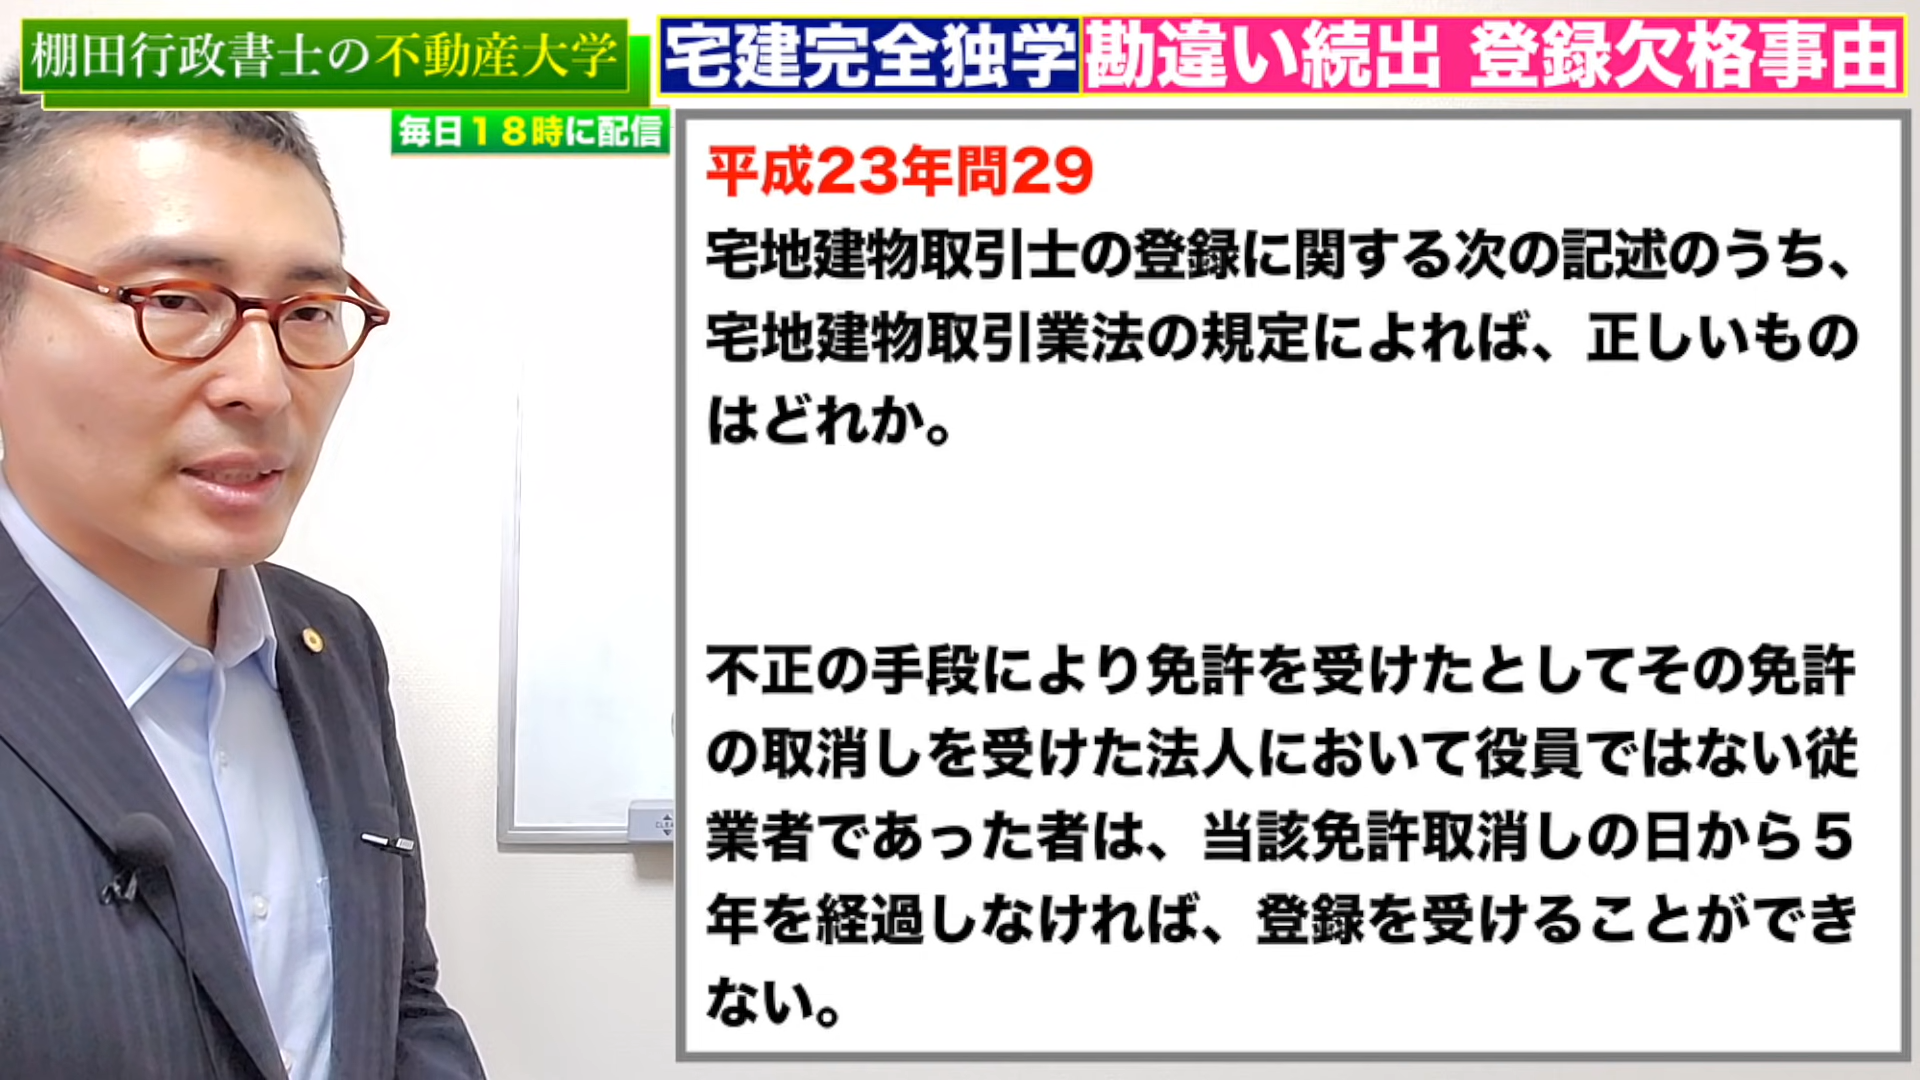 棚田行政書士の不動産大学
宅建完全独学 勘違い続出 登録欠格事由
毎日１８時に配信
平成23年問29
宅地建物取引士の登録に関する次の記述のうち、
宅地建物取引業法の規定によれば、正しいもの
はどれか。
不正の手段により免許を受けたとしてその免許
の取消しを受けた法人において役員ではない従
業者であった者は、当該免許取消しの日から５
年を経過しなければ、登録を受けることができ
ない。